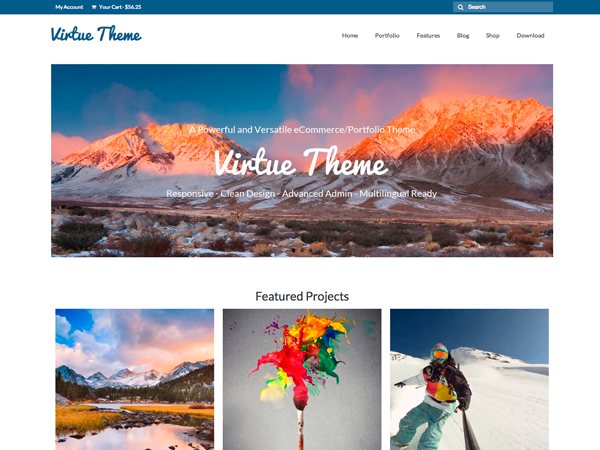 My Account Your Cart - $56.25 Search
Virtue Theme
Home Portfolio Features Blog Shop Download
A Powerful and Versatile eCommerce/Portfolio Theme
Virtue Theme
Responsive - Clean Design - Advanced Admin - Multilingual Ready
Featured Projects